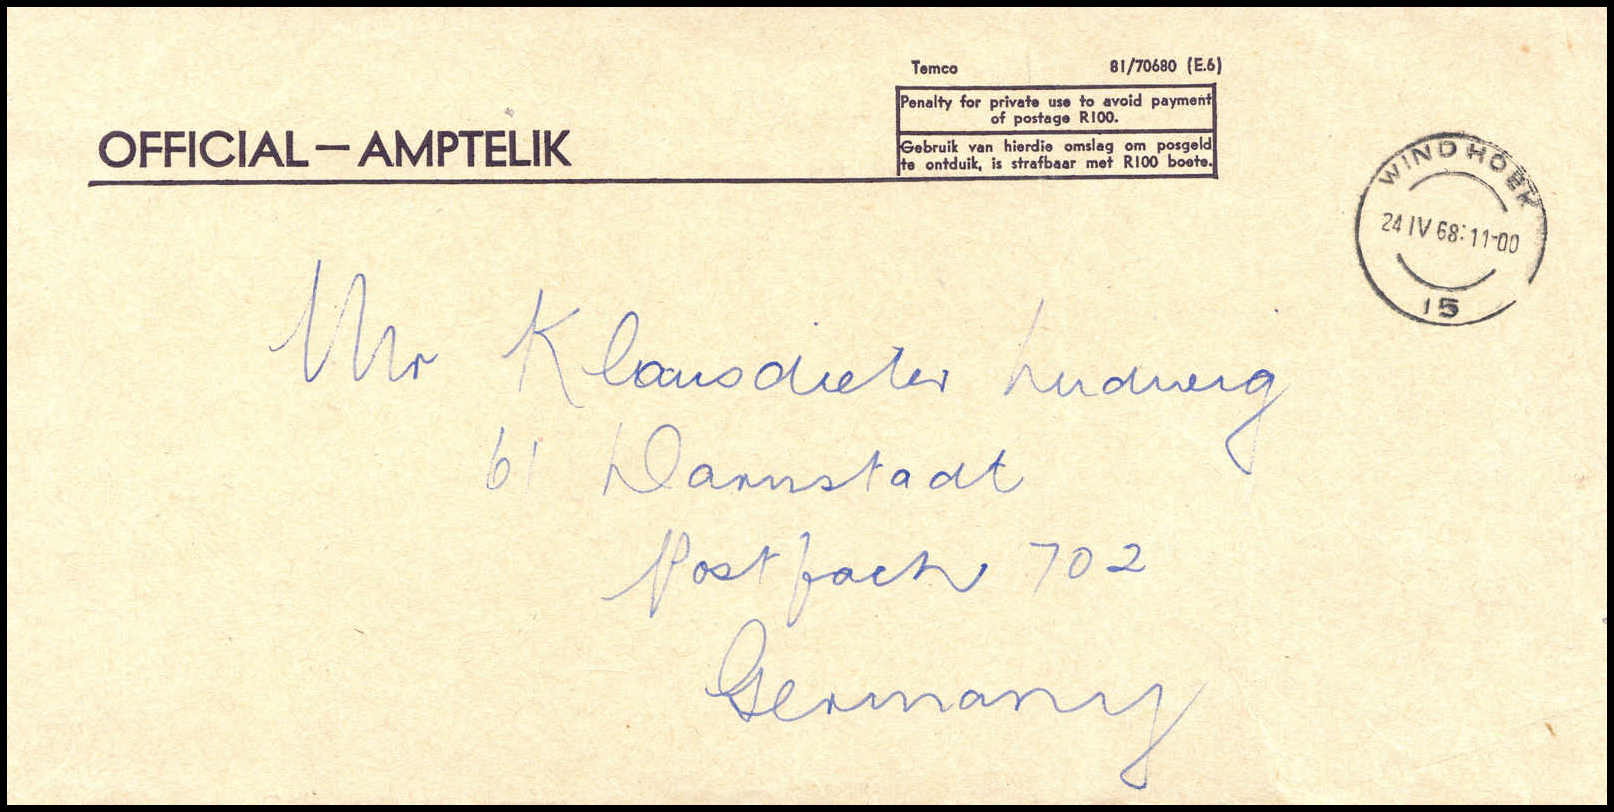 Temco 81/70680 (E.6)
Penalty for private use to avoid payment
of postage R100.
OFFICIAL — AMPTELIK
Gebruik van hierdie omslag om posgeld
te ontduik, is strafbaar met R100 boete.
WINDHOEK
24 IV 68: 11-00
15
Mr Klausdieter Ludwig
61 Darmstadt
Postfach 702
Germany